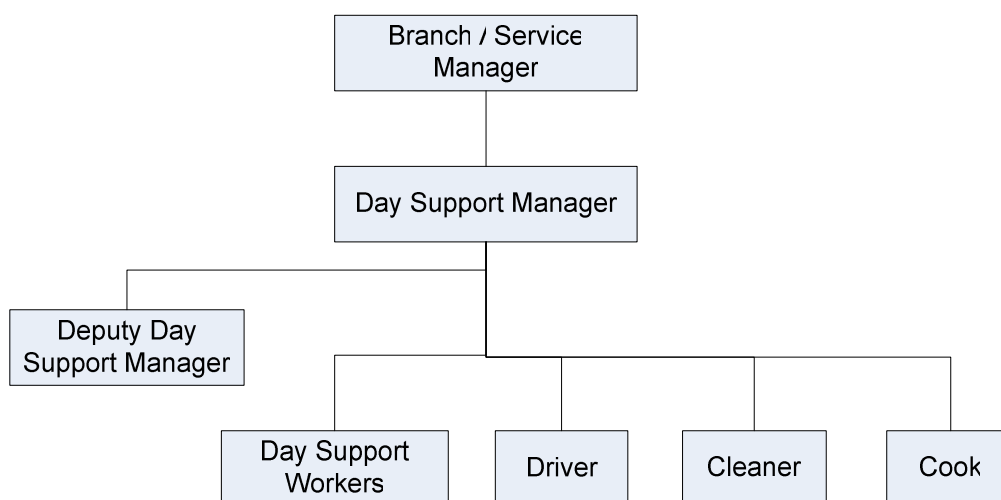 Branch / Service
Manager
Day Support Manager
Deputy Day
Support Manager
Day Support
Workers
Driver
Cleaner
Cook